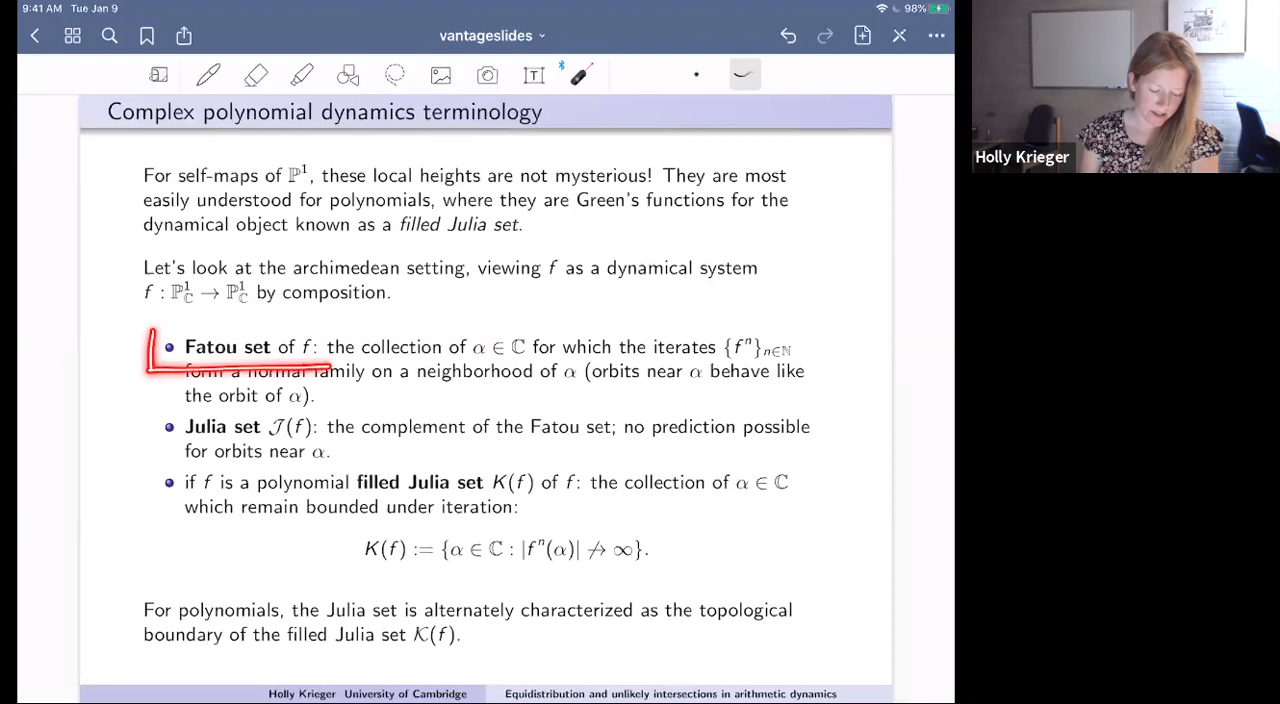 9:41 AM Tue Jan 9
98%
vantageslides
T
Complex polynomial dynamics terminology
Holly Krieger
For self-maps of ℙ¹, these local heights are not mysterious! They are most
easily understood for polynomials, where they are Green's functions for the
dynamical object known as a filled Julia set.
Let's look at the archimedean setting, viewing f as a dynamical system
f : ℙ¹_ℂ → ℙ¹_ℂ by composition.
• Fatou set of f: the collection of α ∈ ℂ for which the iterates {fⁿ}_{n∈ℕ}
form a normal family on a neighborhood of α (orbits near α behave like
the orbit of α).
• Julia set 𝒥(f): the complement of the Fatou set; no prediction possible
for orbits near α.
• if f is a polynomial filled Julia set K(f) of f: the collection of α ∈ ℂ
which remain bounded under iteration:
K(f) := {α ∈ ℂ : |fⁿ(α)| ↛ ∞}.
For polynomials, the Julia set is alternately characterized as the topological
boundary of the filled Julia set 𝒦(f).
Holly Krieger University of Cambridge
Equidistribution and unlikely intersections in arithmetic dynamics